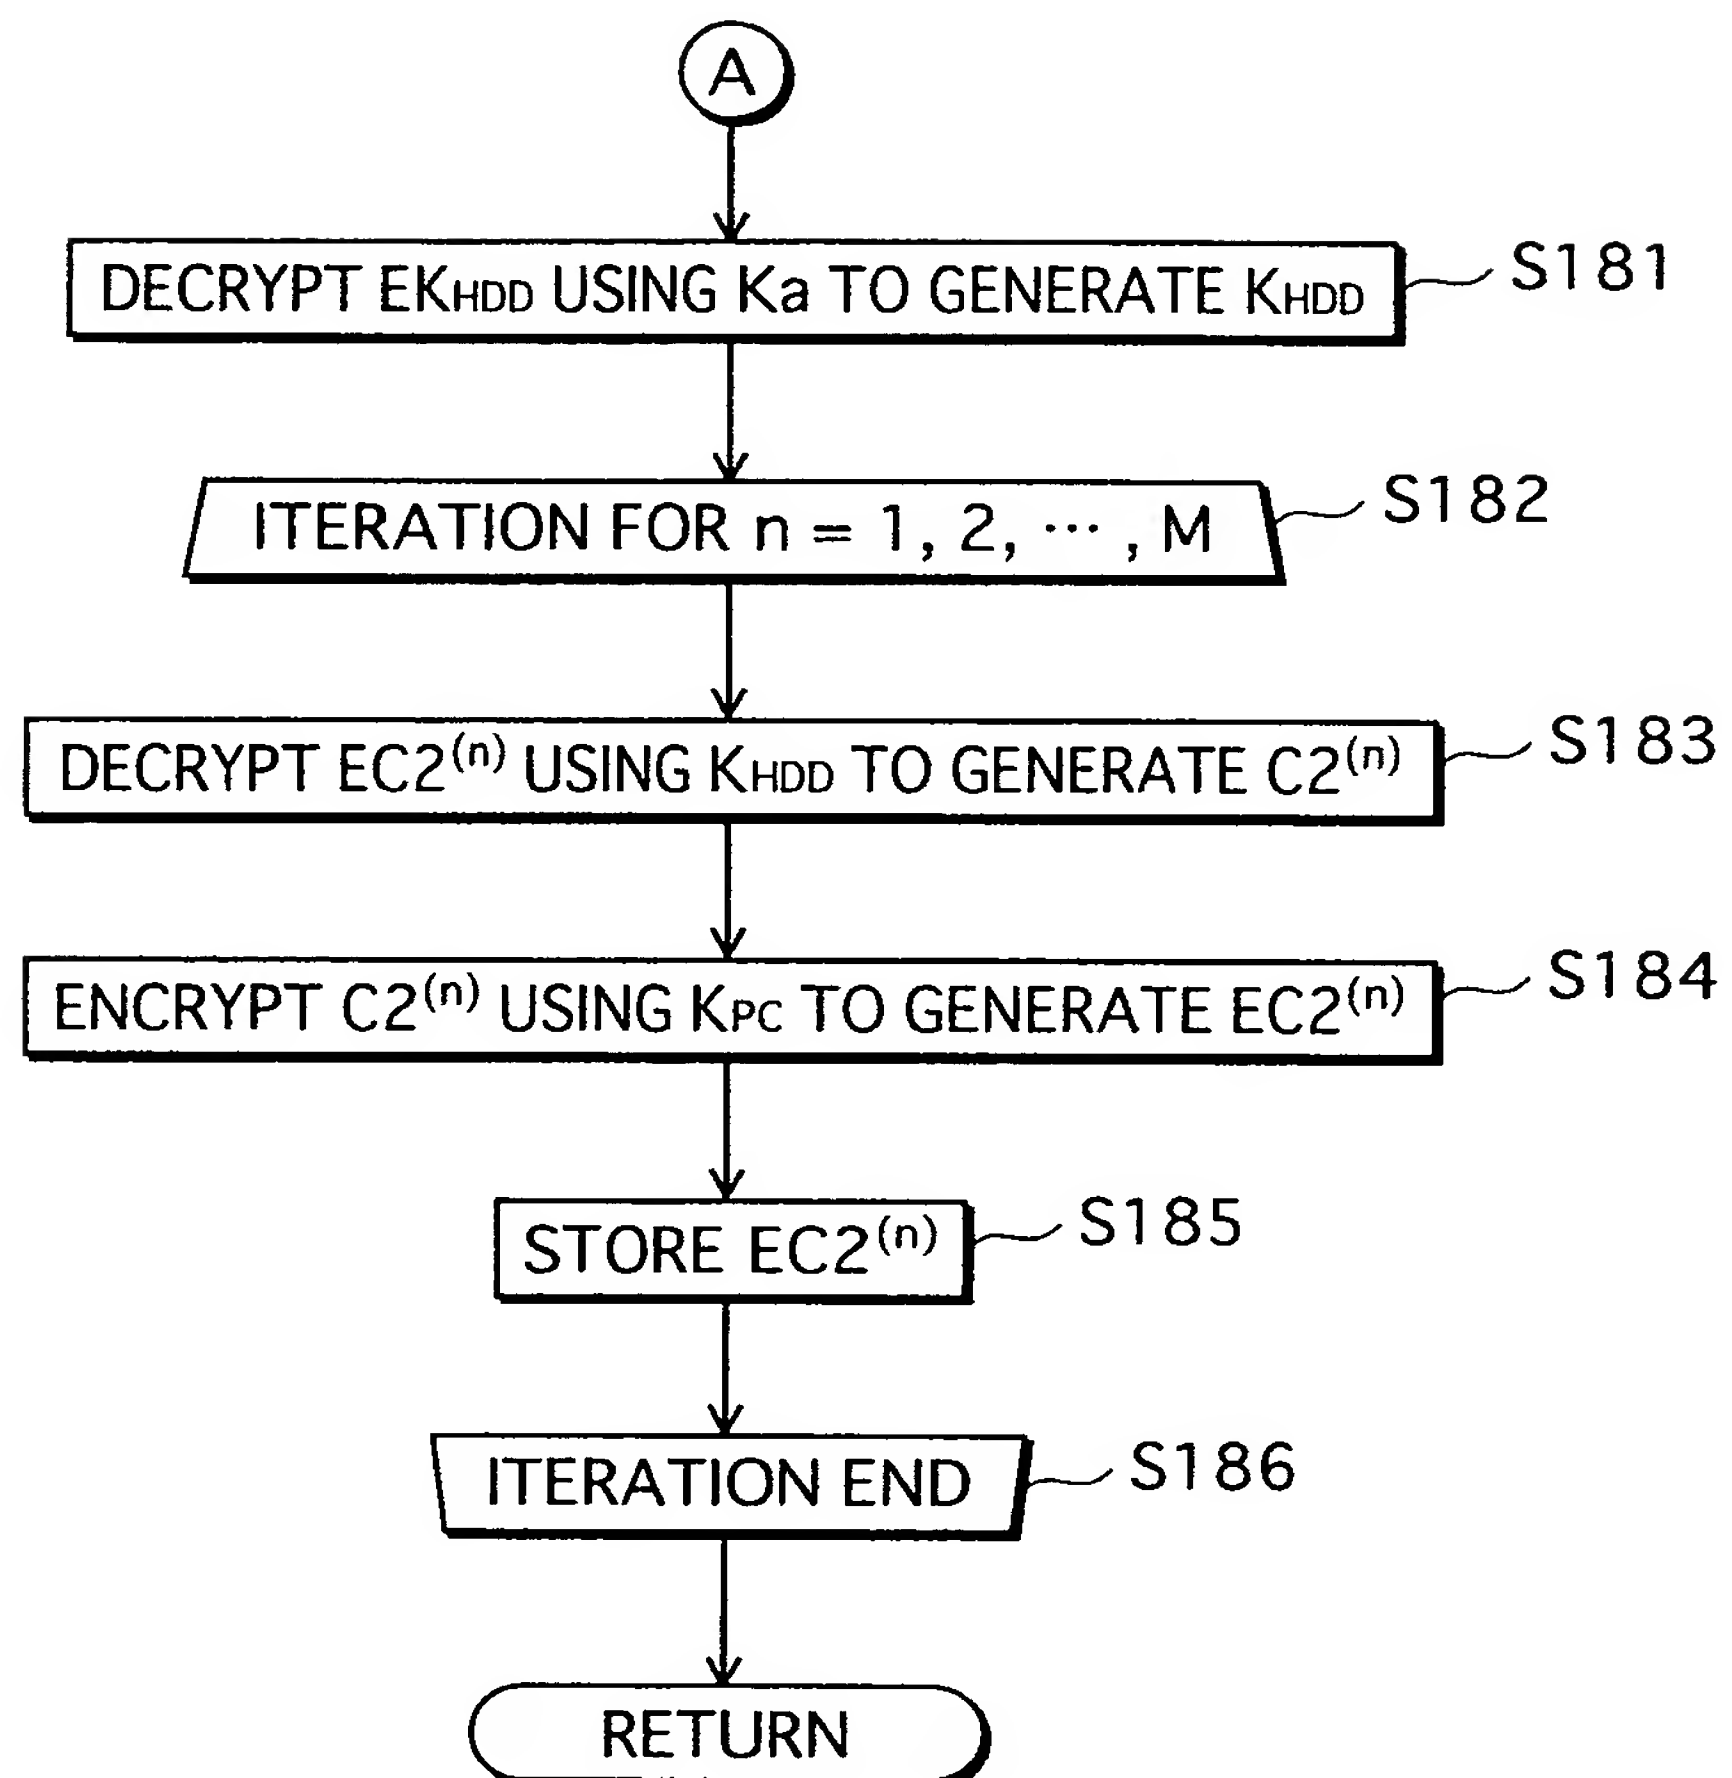 A
DECRYPT EKHDD USING Ka TO GENERATE KHDD S181
ITERATION FOR n = 1, 2, ⋯ , M S182
DECRYPT EC2(n) USING KHDD TO GENERATE C2(n) S183
ENCRYPT C2(n) USING KPC TO GENERATE EC2(n) S184
STORE EC2(n) S185
ITERATION END S186
RETURN